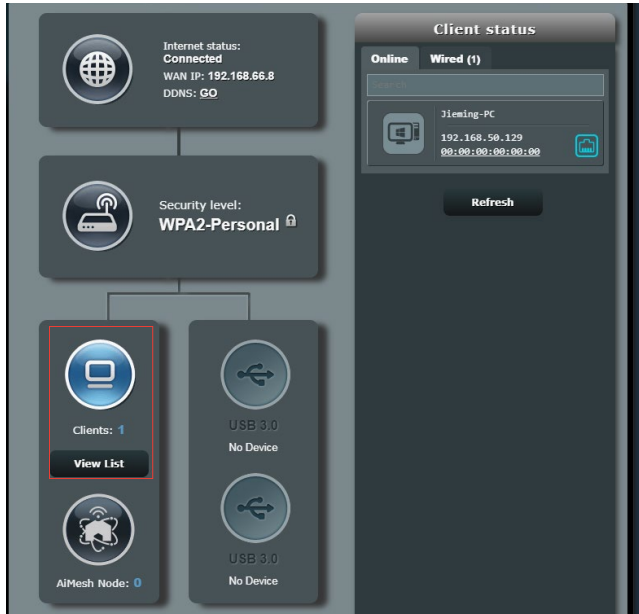 Internet status:
Connected
WAN IP: 192.168.66.8
DDNS: GO
Security level:
WPA2-Personal
Clients: 1
View List
AiMesh Node: 0
USB 3.0
No Device
USB 3.0
No Device
Client status
Online Wired (1)
Search
Jieming-PC
192.168.50.129
00:00:00:00:00:00
Refresh